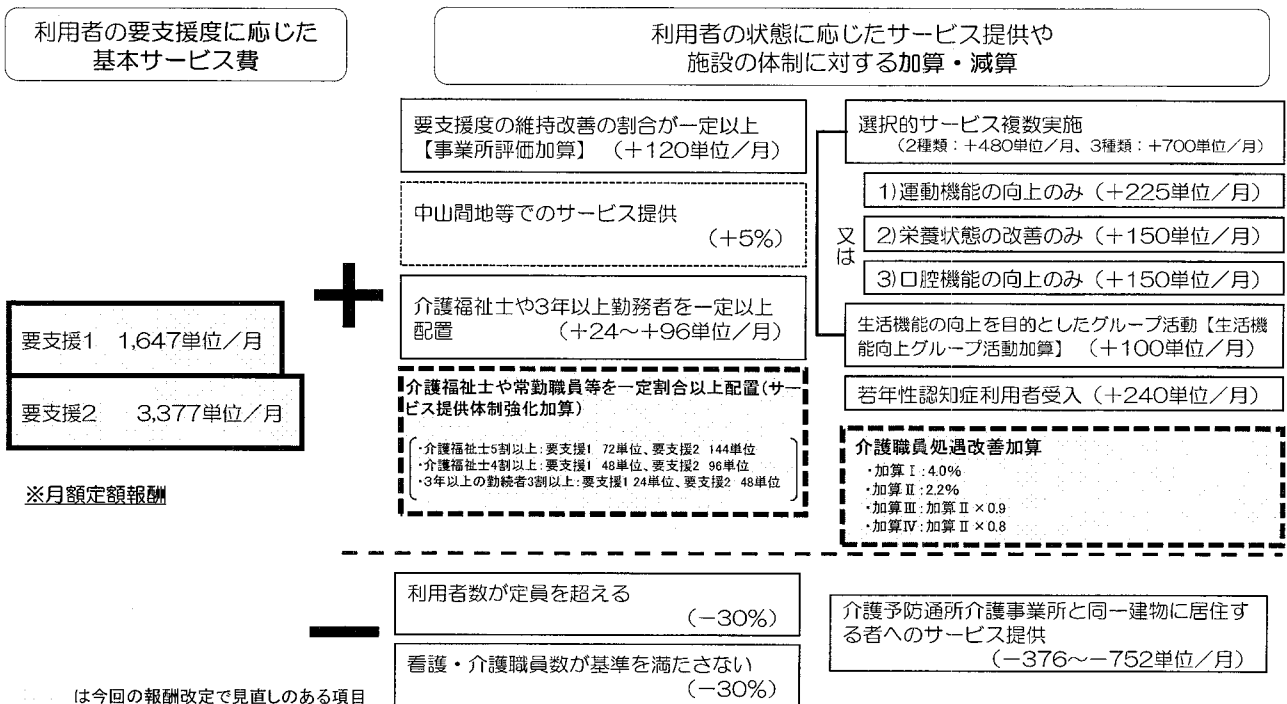 利用者の要支援度に応じた
基本サービス費
利用者の状態に応じたサービス提供や
施設の体制に対する加算・減算
要支援1 1,647単位/月
要支援2 3,377単位/月
※月額定額報酬
要支援度の維持改善の割合が一定以上
【事業所評価加算】 (+120単位/月)
中山間地等でのサービス提供
(+5%)
介護福祉士や3年以上勤務者を一定以上
配置 (+24~+96単位/月)
介護福祉士や常勤職員等を一定割合以上配置(サー
ビス提供体制強化加算)
・介護福祉士5割以上:要支援1 72単位、要支援2 144単位
・介護福祉士4割以上:要支援1 48単位、要支援2 96単位
・3年以上の勤続者3割以上:要支援1 24単位、要支援2 48単位
選択的サービス複数実施
(2種類:+480単位/月、3種類:+700単位/月)
又は
1)運動機能の向上のみ(+225単位/月)
2)栄養状態の改善のみ(+150単位/月)
3)口腔機能の向上のみ(+150単位/月)
生活機能の向上を目的としたグループ活動【生活機
能向上グループ活動加算】 (+100単位/月)
若年性認知症利用者受入(+240単位/月)
介護職員処遇改善加算
・加算Ⅰ:4.0%
・加算Ⅱ:2.2%
・加算Ⅲ:加算Ⅱ×0.9
・加算Ⅳ:加算Ⅱ×0.8
利用者数が定員を超える
(-30%)
看護・介護職員数が基準を満たさない
(-30%)
介護予防通所介護事業所と同一建物に居住す
る者へのサービス提供
(-376~-752単位/月)
は今回の報酬改定で見直しのある項目